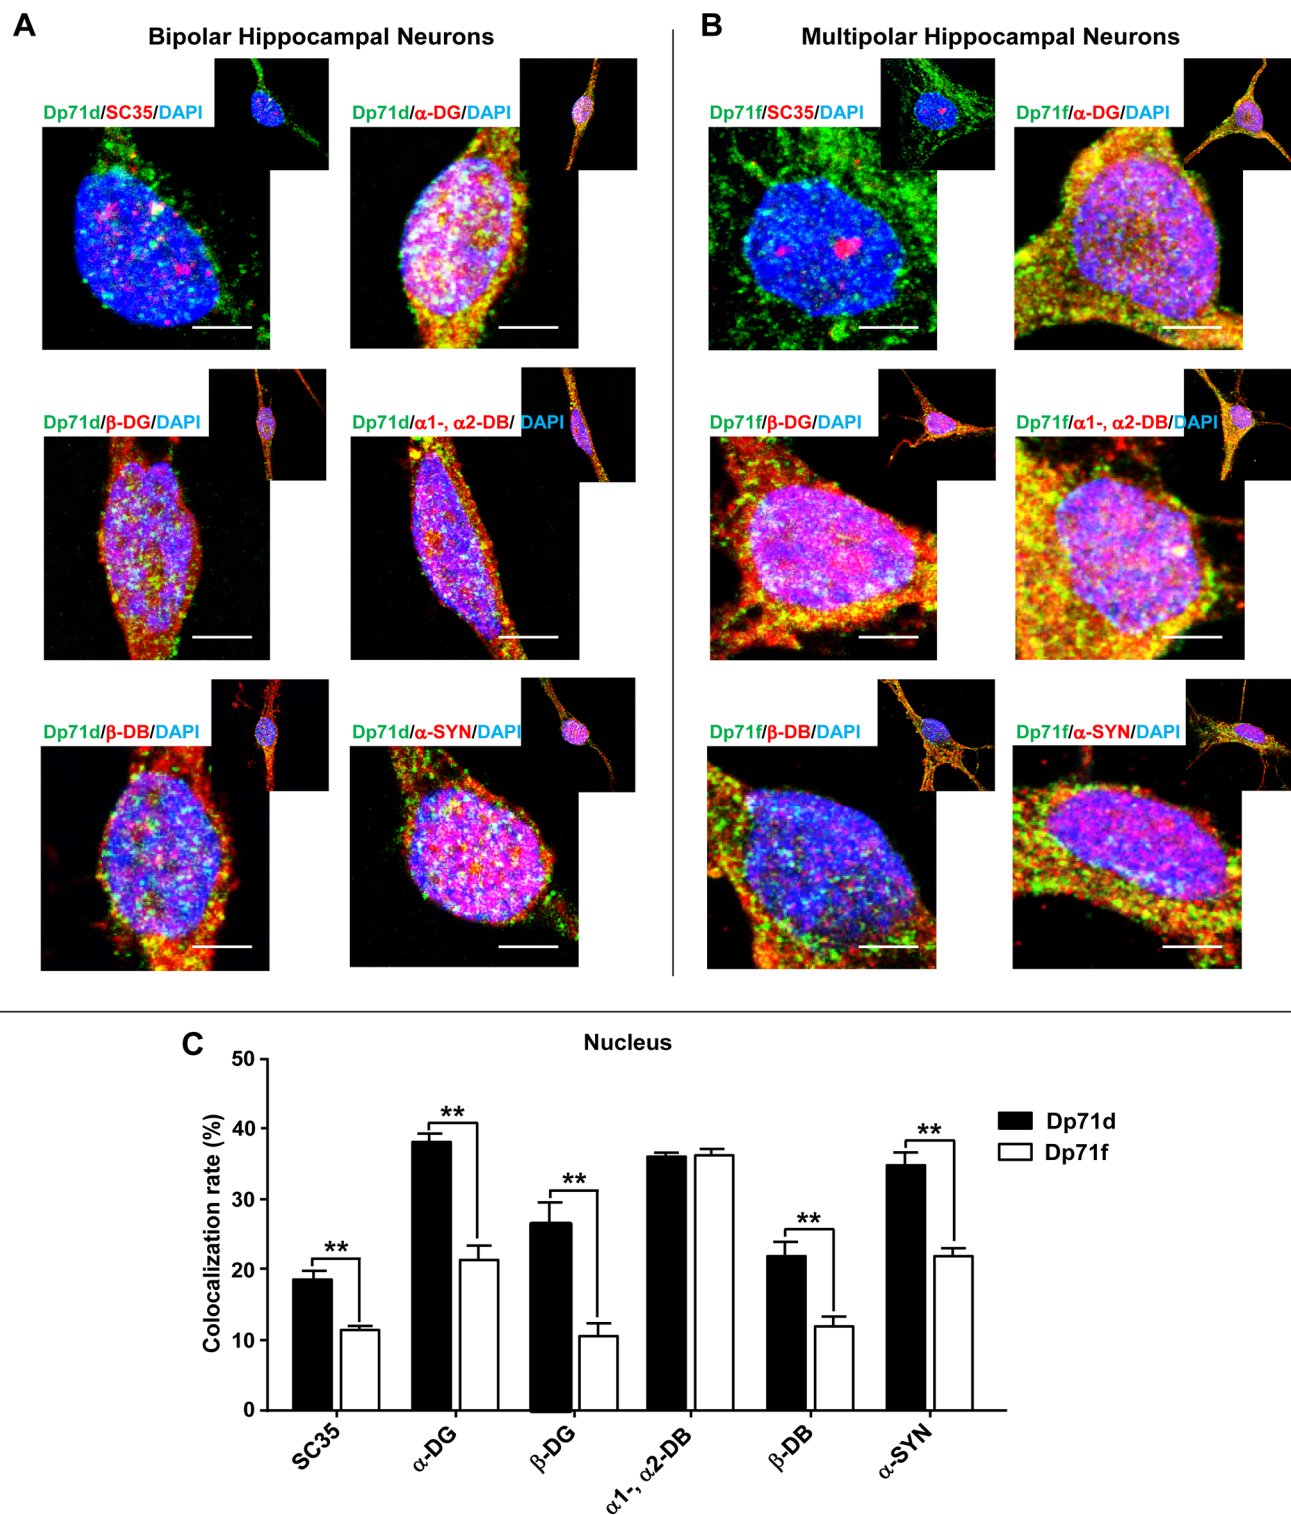 A
Bipolar Hippocampal Neurons
Dp71d/SC35/DAPI
Dp71d/α-DG/DAPI
Dp71d/β-DG/DAPI
Dp71d/α1-, α2-DB/ DAPI
Dp71d/β-DB/DAPI
Dp71d/α-SYN/DAPI
B
Multipolar Hippocampal Neurons
Dp71f/SC35/DAPI
Dp71f/α-DG/DAPI
Dp71f/β-DG/DAPI
Dp71f/α1-, α2-DB/DAPI
Dp71f/β-DB/DAPI
Dp71f/α-SYN/DAPI
C
Nucleus
Colocalization rate (%)
50
40
30
20
10
0
**
**
**
**
**
Dp71d
Dp71f
SC35
α-DG
β-DG
α1-, α2-DB
β-DB
α-SYN